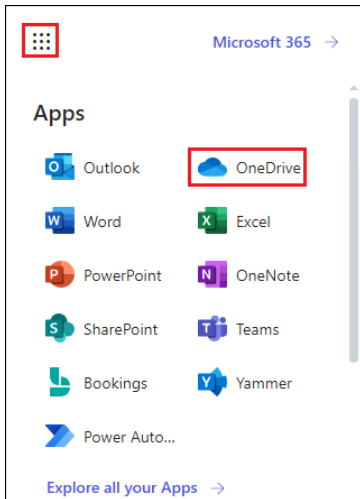 Microsoft 365 →
Apps
Outlook OneDrive
Word Excel
PowerPoint OneNote
SharePoint Teams
Bookings Yammer
Power Auto...
Explore all your Apps →